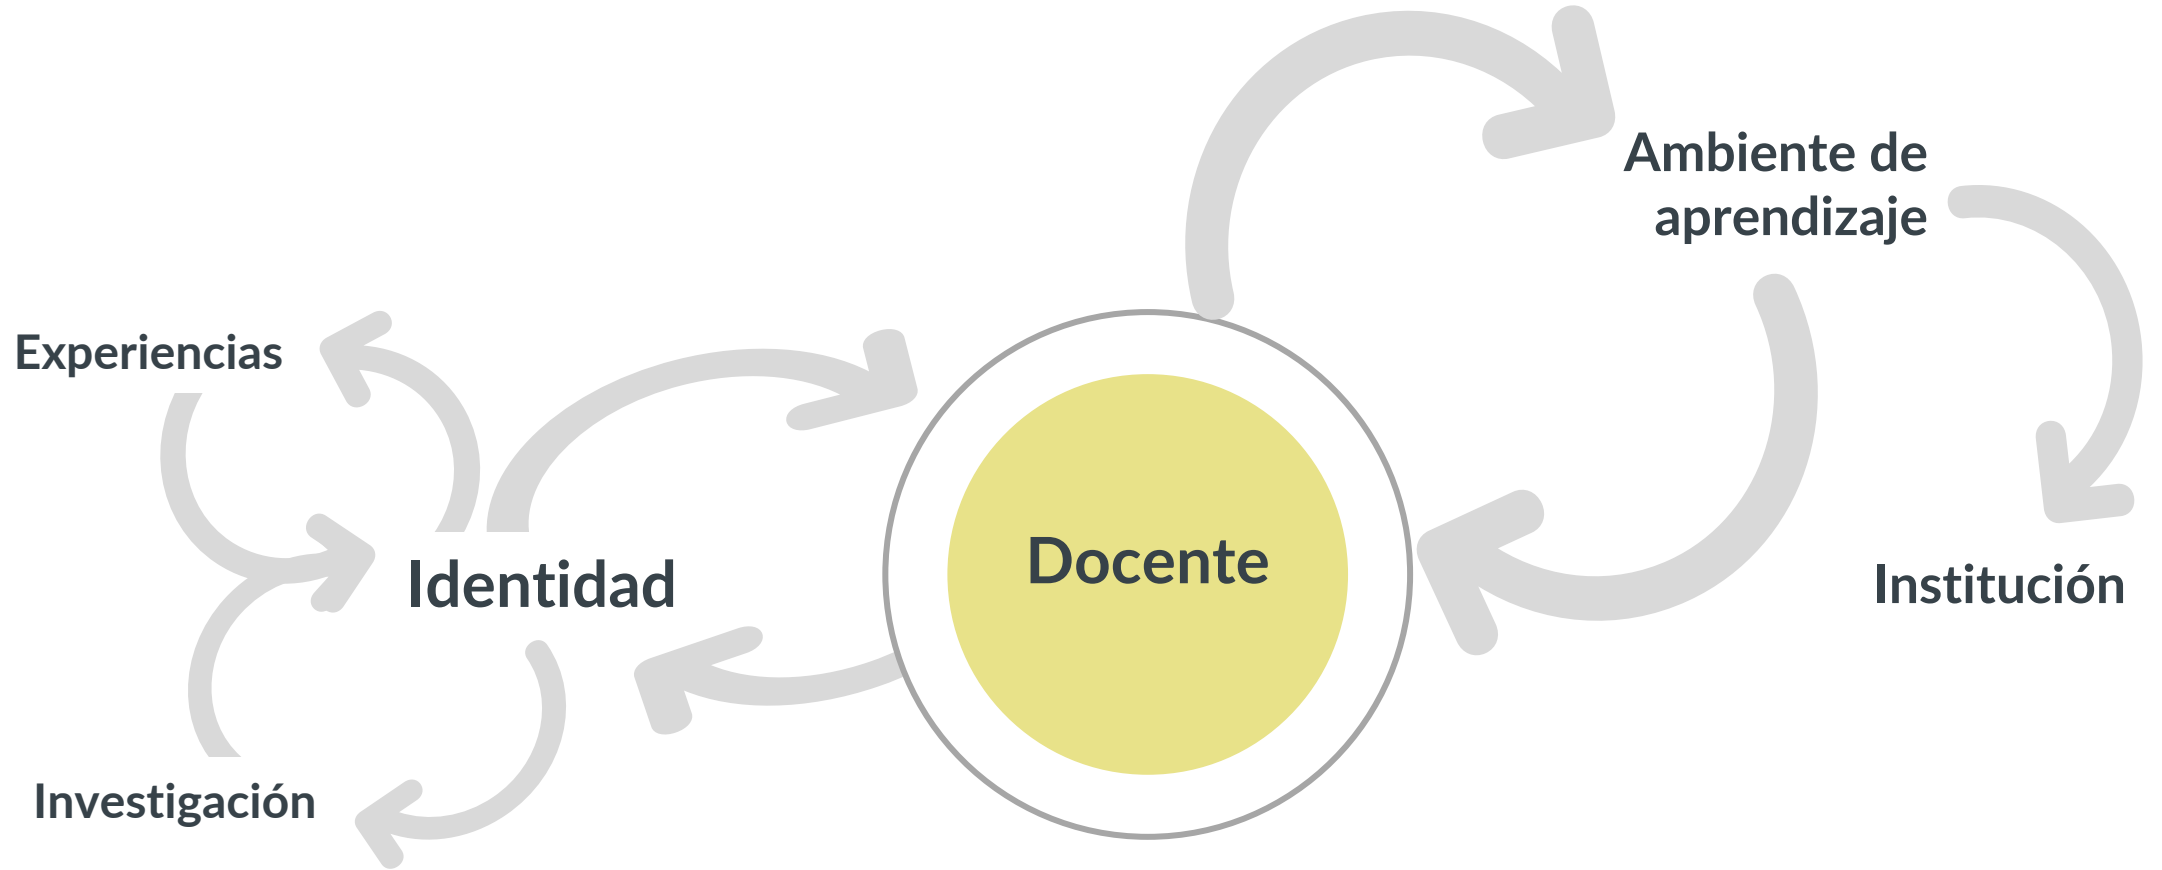 Ambiente de
aprendizaje
Experiencias
Docente
Identidad
Institución
Investigación